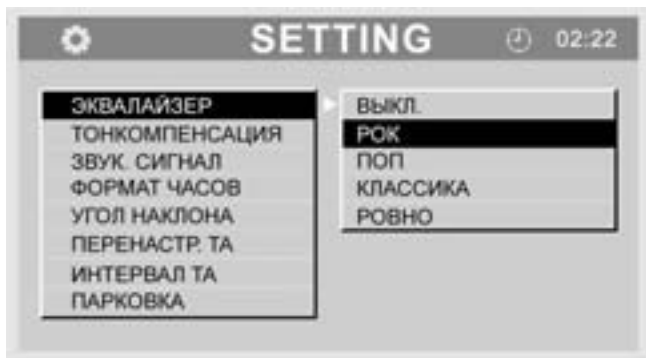 SETTING 02:22
ЭКВАЛАЙЗЕР
ТОНКОМПЕНСАЦИЯ
ЗВУК. СИГНАЛ
ФОРМАТ ЧАСОВ
УГОЛ НАКЛОНА
ПЕРЕНАСТР. ТА
ИНТЕРВАЛ ТА
ПАРКОВКА
ВЫКЛ.
РОК
ПОП
КЛАССИКА
РОВНО